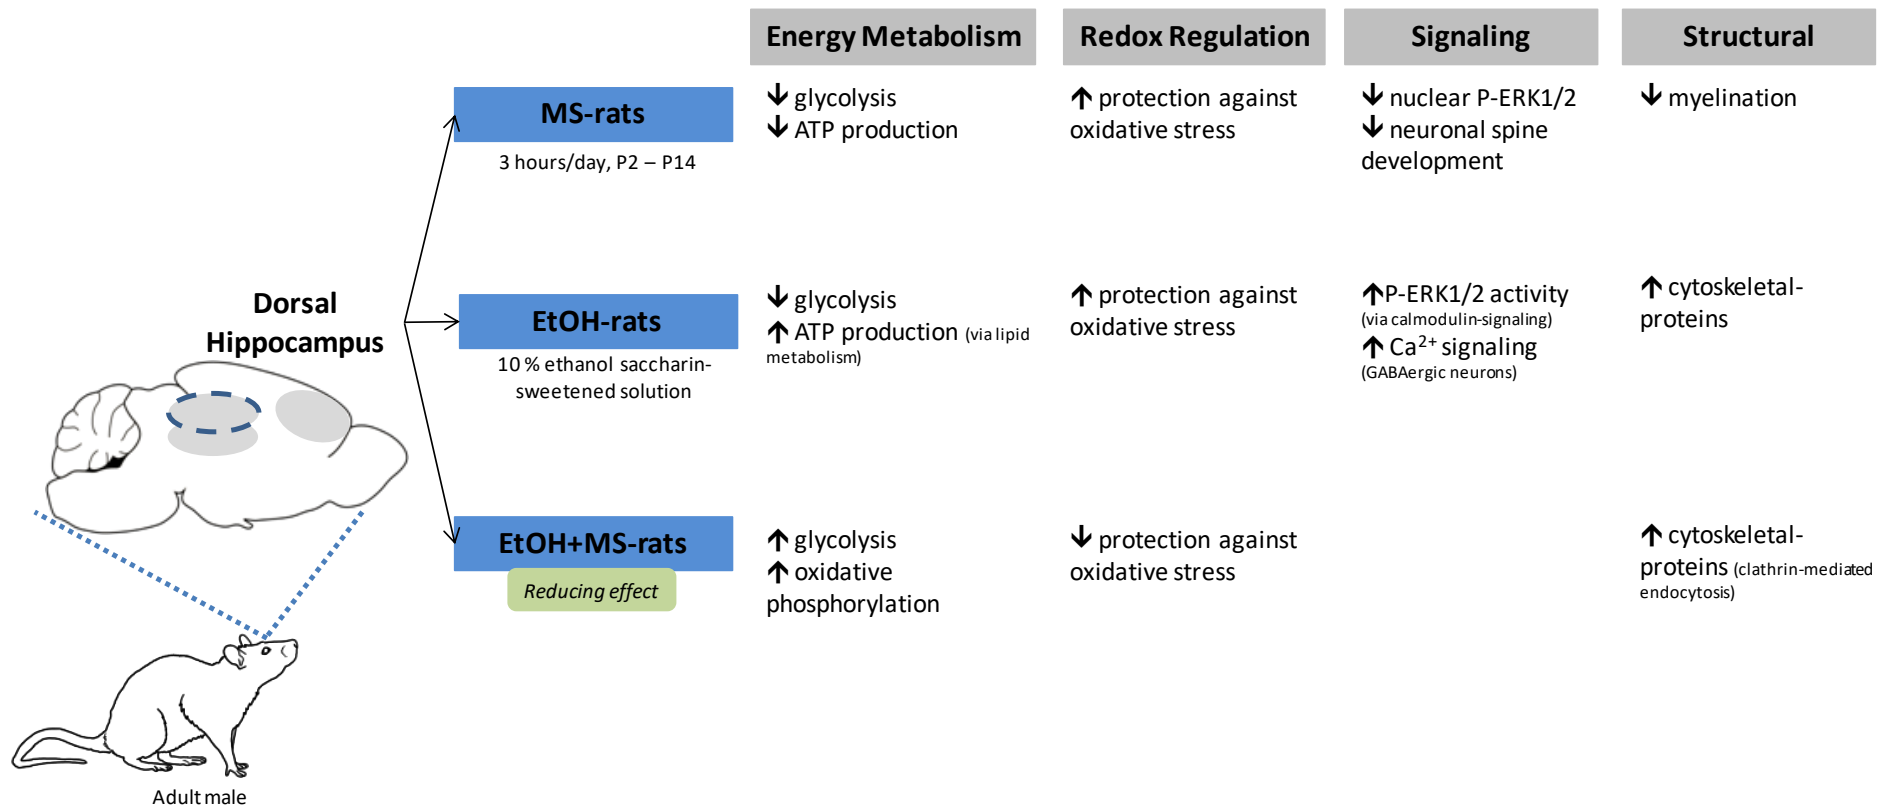 Energy Metabolism
Redox Regulation
Signaling
Structural
MS-rats
3 hours/day, P2 – P14
↓ glycolysis
↓ ATP production
↑ protection against
oxidative stress
↓ nuclear P-ERK1/2
↓ neuronal spine
development
↓ myelination
Dorsal
Hippocampus
EtOH-rats
10 % ethanol saccharin-
sweetened solution
↓ glycolysis
↑ ATP production (via lipid
metabolism)
↑ protection against
oxidative stress
↑P-ERK1/2 activity
(via calmodulin-signaling)
↑ Ca²⁺ signaling
(GABAergic neurons)
↑ cytoskeletal-
proteins
EtOH+MS-rats
Reducing effect
↑ glycolysis
↑ oxidative
phosphorylation
↓ protection against
oxidative stress
↑ cytoskeletal-
proteins (clathrin-mediated
endocytosis)
Adult male